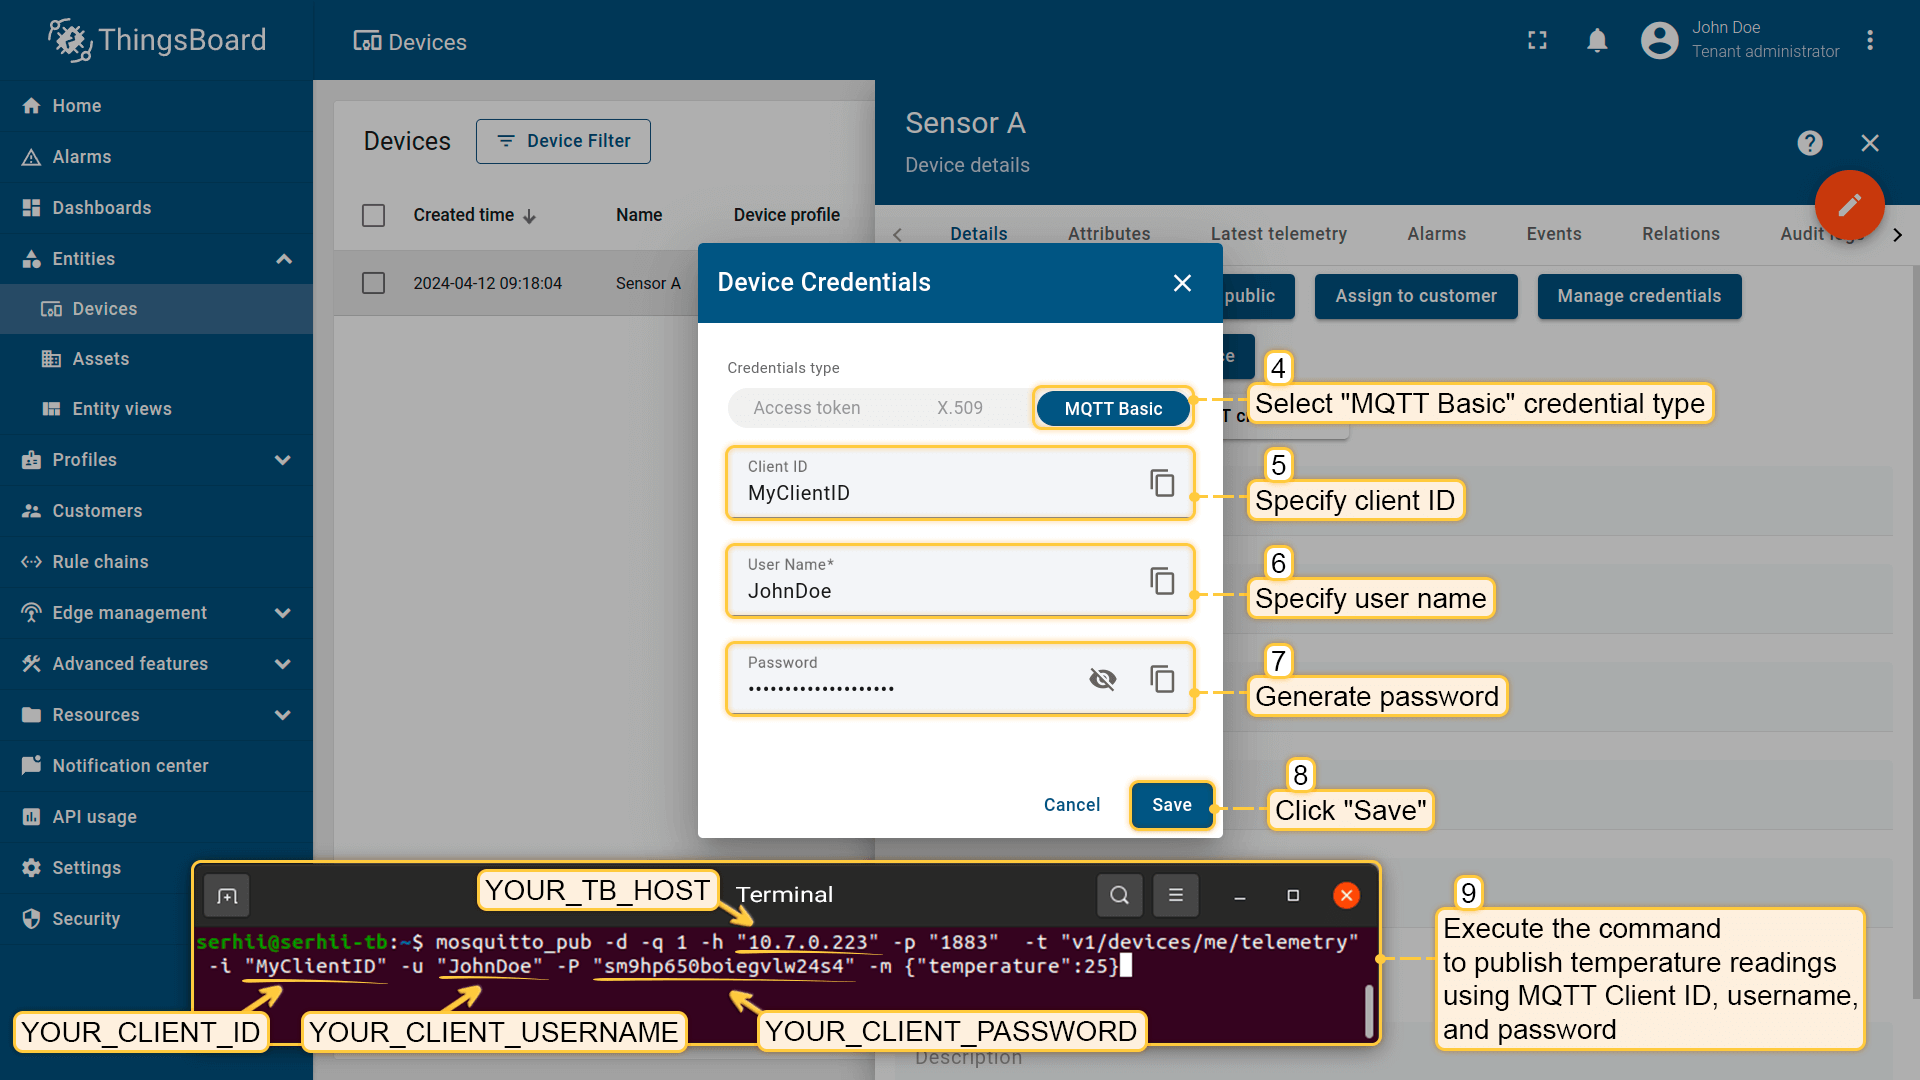 ThingsBoard
Devices
John Doe
Tenant administrator
Home
Alarms
Dashboards
Entities
Devices
Assets
Entity views
Profiles
Customers
Rule chains
Edge management
Advanced features
Resources
Notification center
API usage
Settings
Security
Devices
Device Filter
Created time
Name
Device profile
2024-04-12 09:18:04
Sensor A
Sensor A
Device details
Details
Attributes
Latest telemetry
Alarms
Events
Relations
Audit logs
public
Assign to customer
Manage credentials
Device Credentials
Credentials type
Access token
X.509
MQTT Basic
Client ID
MyClientID
User Name*
JohnDoe
Password
Cancel
Save
4
Select "MQTT Basic" credential type
5
Specify client ID
6
Specify user name
7
Generate password
8
Click "Save"
YOUR_TB_HOST
Terminal
serhii@serhii-tb:~$ mosquitto_pub -d -q 1 -h "10.7.0.223" -p "1883"  -t "v1/devices/me/telemetry"
-i "MyClientID" -u "JohnDoe" -P "sm9hp650boiegvlw24s4" -m {"temperature":25}
YOUR_CLIENT_ID
YOUR_CLIENT_USERNAME
YOUR_CLIENT_PASSWORD
9
Execute the command
to publish temperature readings
using MQTT Client ID, username,
and password
Description